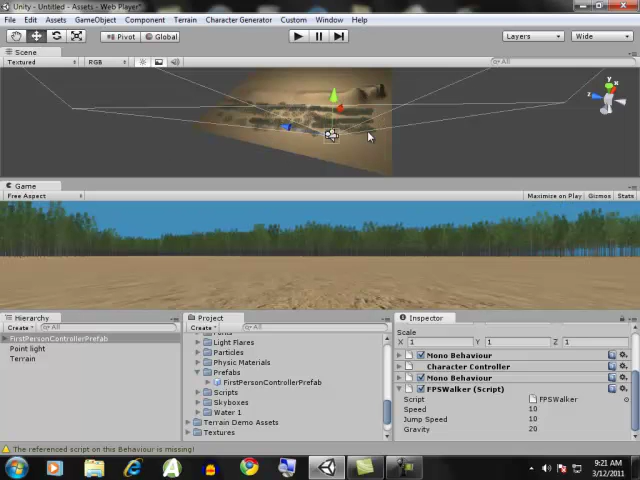 Unity - Untitled - Assets - Web Player*
File Edit Assets GameObject Component Terrain Character Generator Custom Window Help
Pivot Global Layers Wide
Scene
Textured RGB All
y
x
z
Game
Free Aspect Maximize on Play Gizmos Stats
Hierarchy
Create All
FirstPersonControllerPrefab
Point light
Terrain
Project
Create All
Light Flares
Particles
Physic Materials
Prefabs
FirstPersonControllerPrefab
Scripts
Skyboxes
Water 1
Terrain Demo Assets
Textures
Inspector
Scale
X 1 Y 1 Z 1
Mono Behaviour
Character Controller
Mono Behaviour
FPSWalker (Script)
Script FPSWalker
Speed 10
Jump Speed 10
Gravity 20
The referenced script on this Behaviour is missing!
9:21 AM
3/12/2011